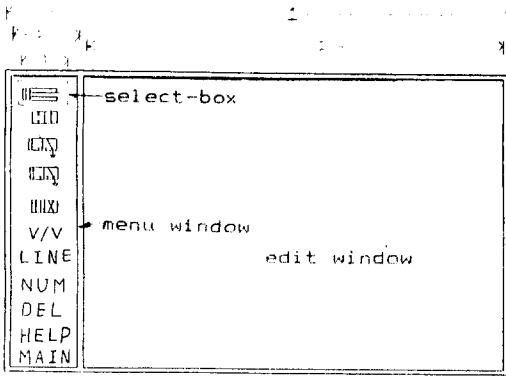 select-box
V/V
menu window
LINE
edit window
NUM
DEL
HELP
MAIN